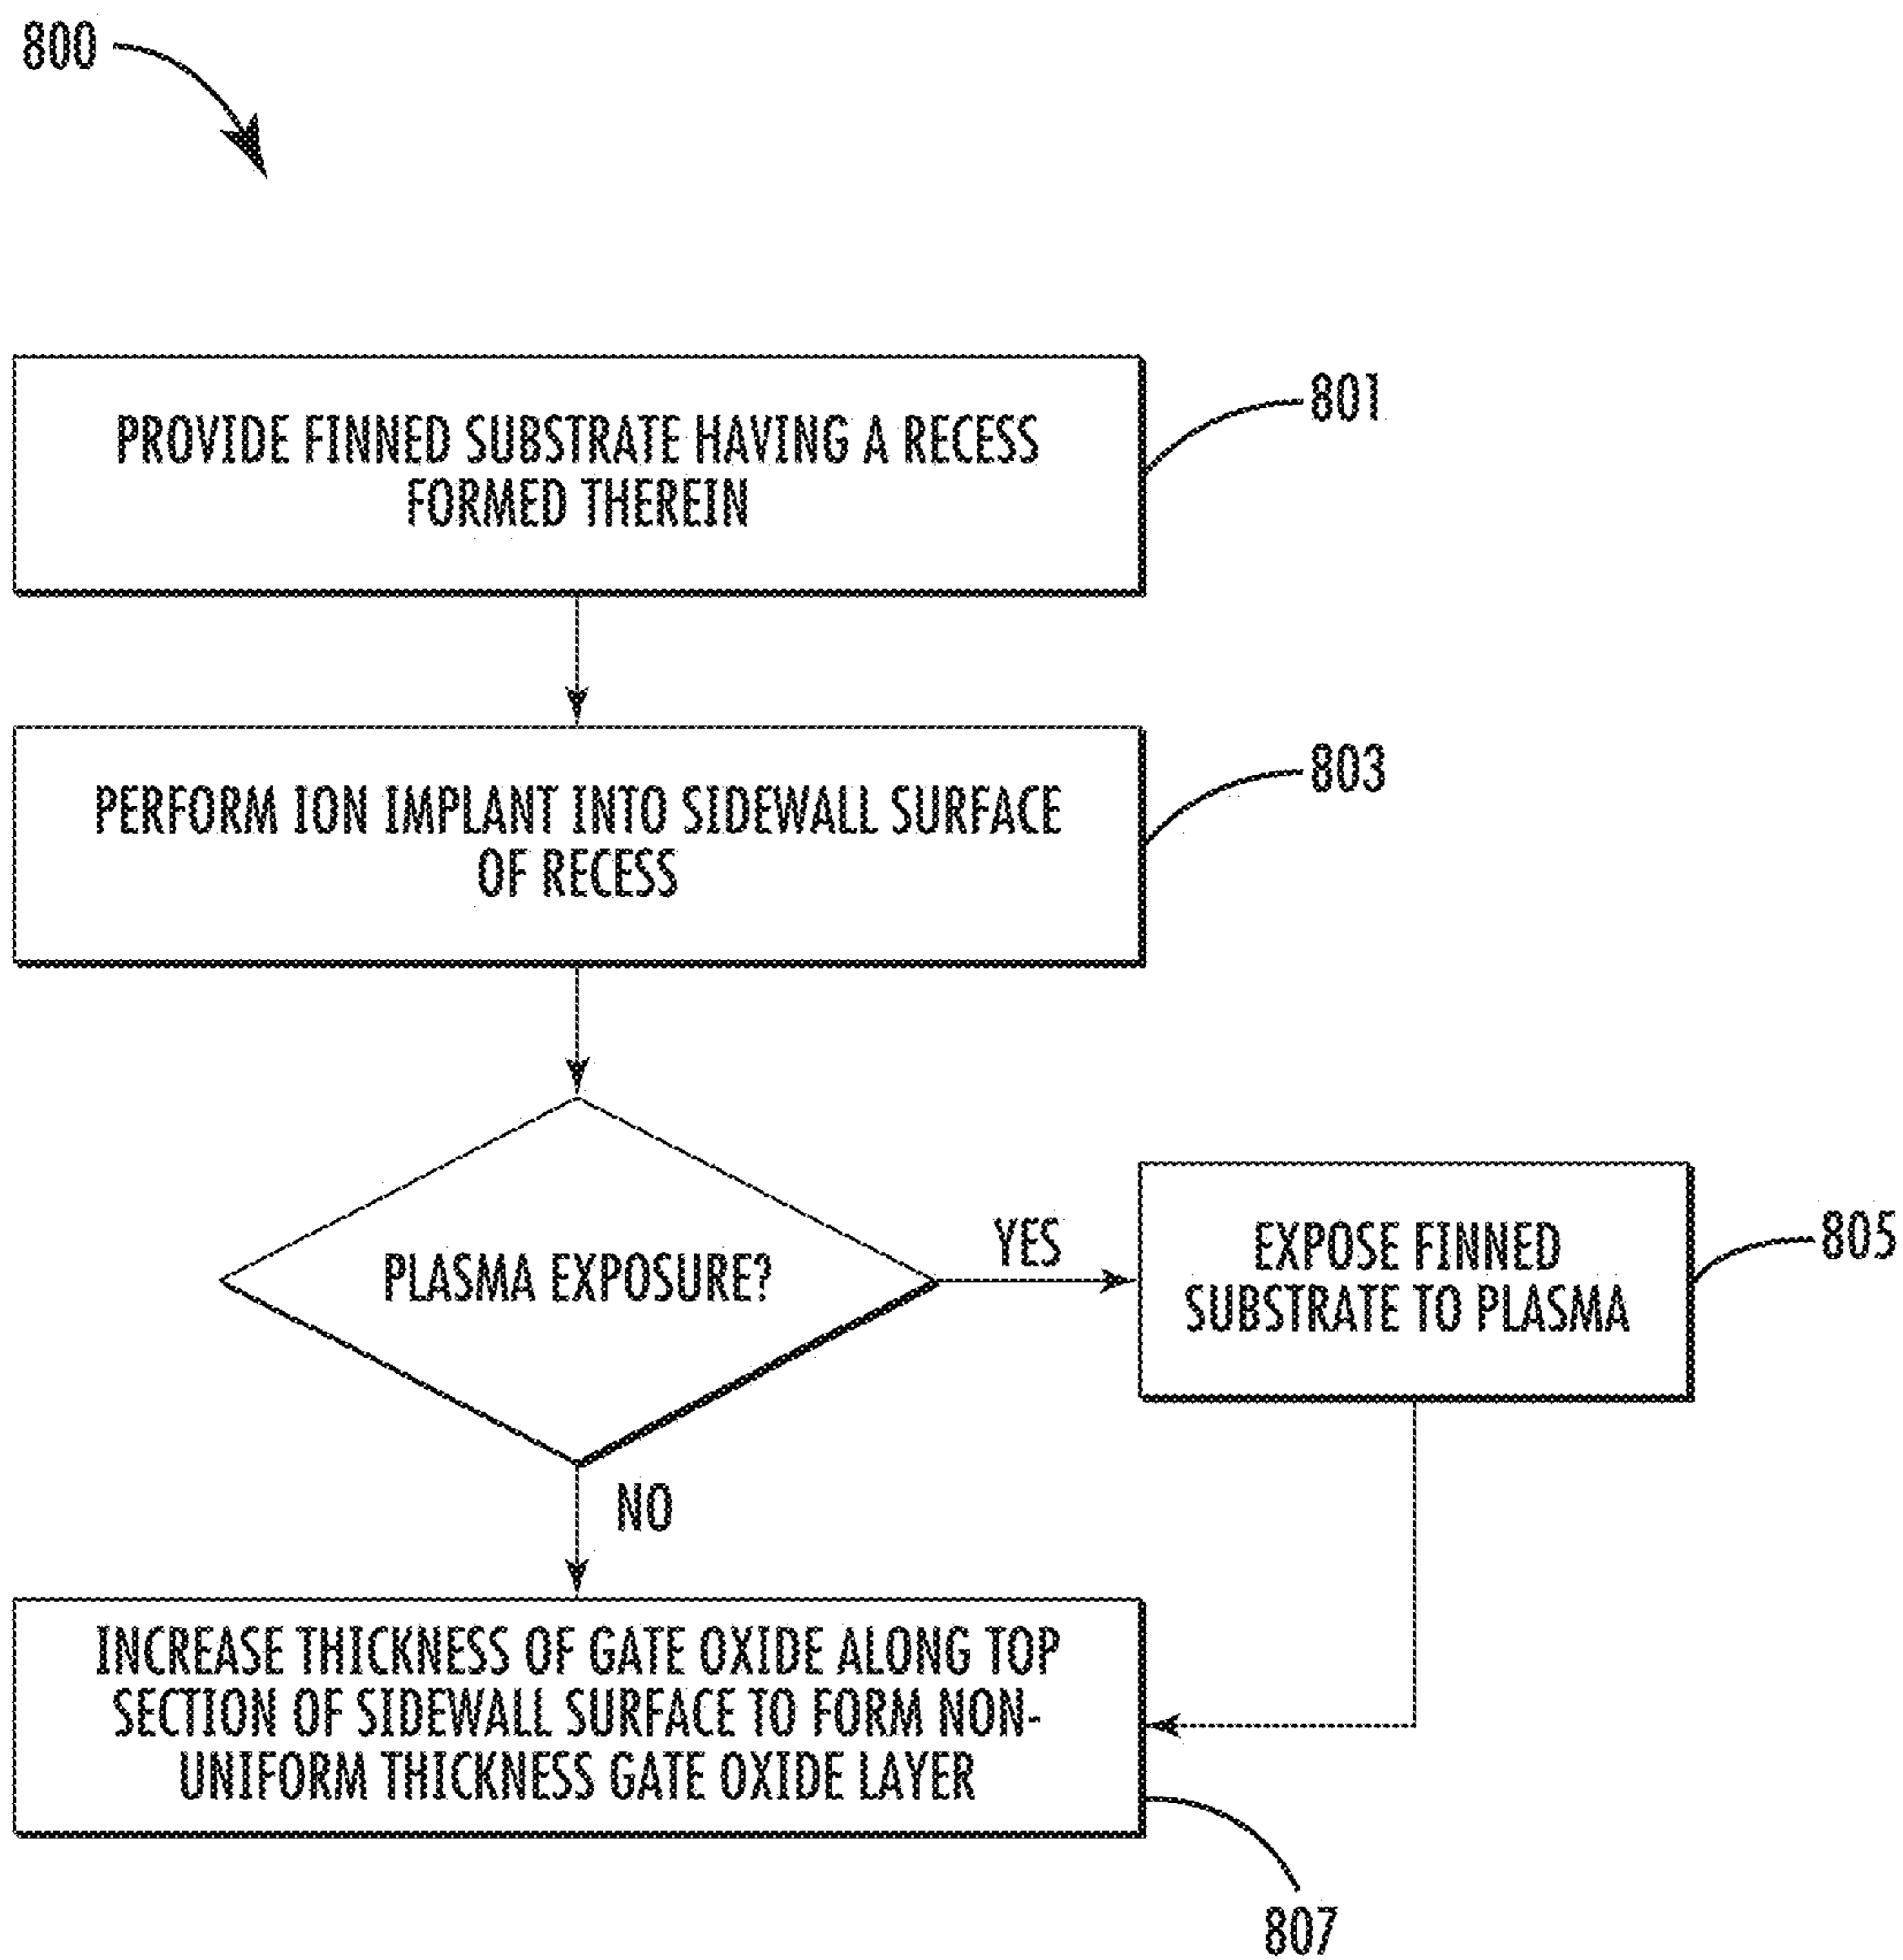 800
PROVIDE FINNED SUBSTRATE HAVING A RECESS
FORMED THEREIN
801
PERFORM ION IMPLANT INTO SIDEWALL SURFACE
OF RECESS
803
PLASMA EXPOSURE?
YES
EXPOSE FINNED
SUBSTRATE TO PLASMA
805
NO
INCREASE THICKNESS OF GATE OXIDE ALONG TOP
SECTION OF SIDEWALL SURFACE TO FORM NON-
UNIFORM THICKNESS GATE OXIDE LAYER
807